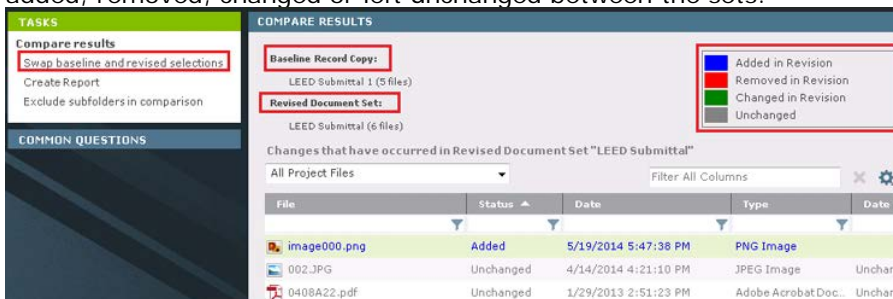 added, removed, changed or left unchanged between the sets.
TASKS
Compare results
Swap baseline and revised selections
Create Report
Exclude subfolders in comparison
COMMON QUESTIONS
COMPARE RESULTS
Baseline Record Copy:
LEED Submittal 1 (5 files)
Revised Document Set:
LEED Submittal (6 files)
Added in Revision
Removed in Revision
Changed in Revision
Unchanged
Changes that have occurred in Revised Document Set "LEED Submittal"
All Project Files
Filter All Columns
File Status Date Type Date
image000.png Added 5/19/2014 5:47:38 PM PNG Image
002.JPG Unchanged 4/14/2014 4:21:10 PM JPEG Image Unchan
0408A22.pdf Unchanged 1/29/2013 2:51:23 PM Adobe Acrobat Doc... Unchan